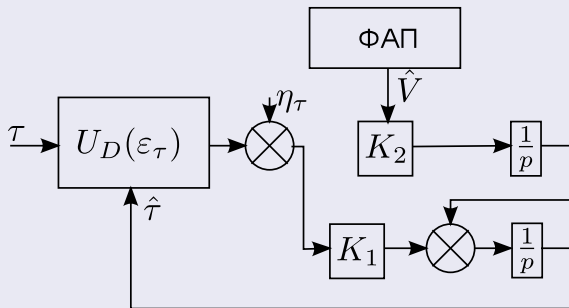 ФАП
V̂
τ
U_D(ε_τ)
η_τ
K_2
1/p
τ̂
K_1
1/p